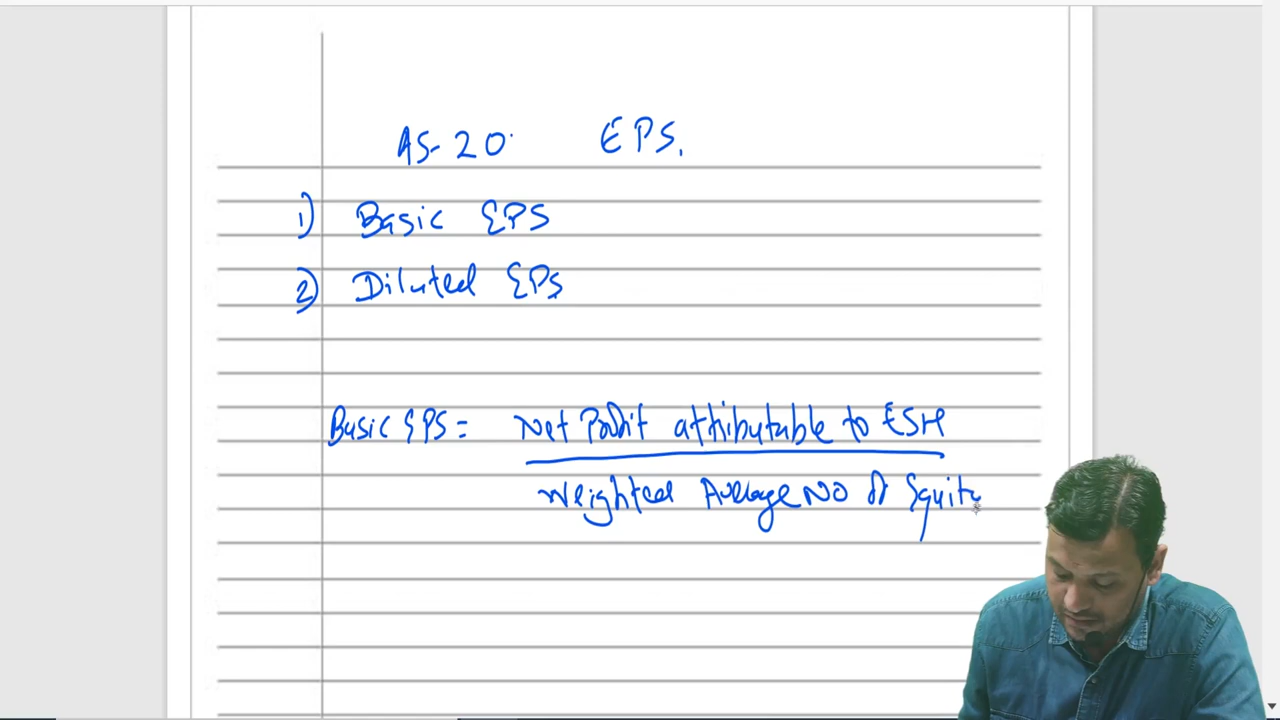 AS-20 EPS.
1) Basic EPS
2) Diluted EPS
Basic EPS = Net Profit attributable to ESH
Weighted Average No of Equity